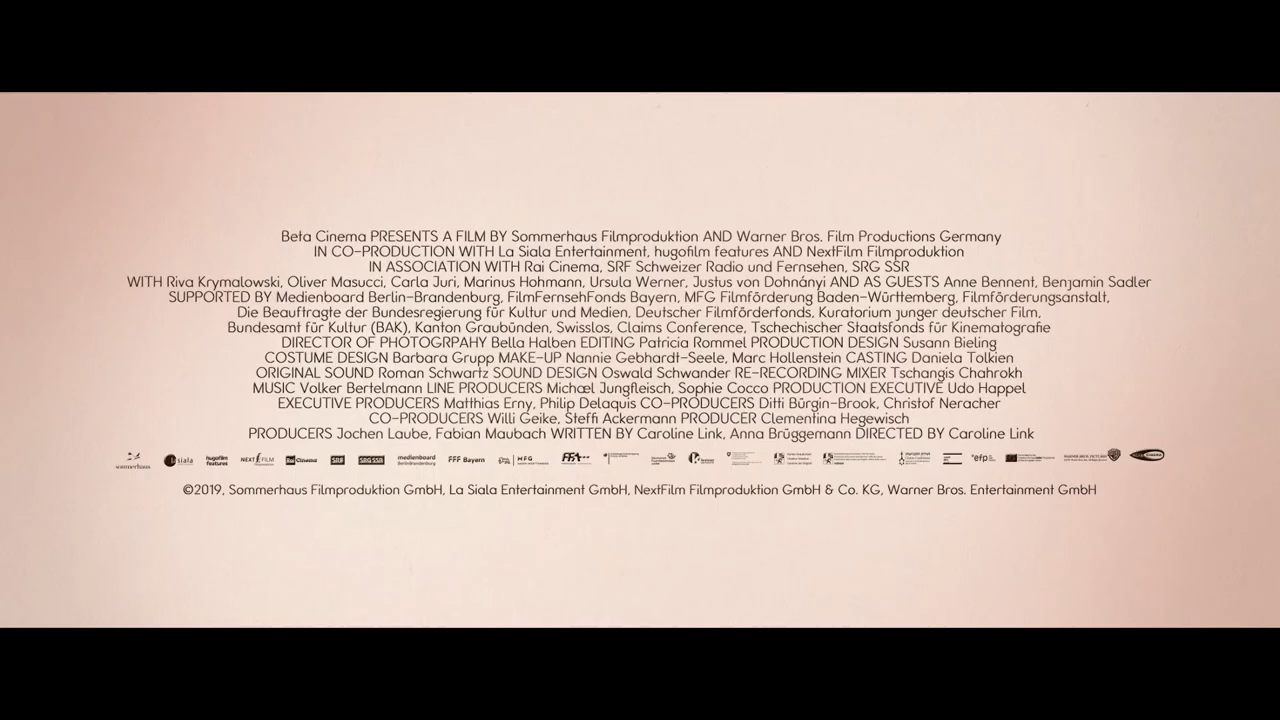 Beta Cinema PRESENTS A FILM BY Sommerhaus Filmproduktion AND Warner Bros. Film Productions Germany
IN CO-PRODUCTION WITH La Siala Entertainment, hugofilm features AND NextFilm Filmproduktion
IN ASSOCIATION WITH Rai Cinema, SRF Schweizer Radio und Fernsehen, SRG SSR
WITH Riva Krymalowski, Oliver Masucci, Carla Juri, Marinus Hohmann, Ursula Werner, Justus von Dohnányi AND AS GUESTS Anne Bennent, Benjamin Sadler
SUPPORTED BY Medienboard Berlin-Brandenburg, FilmFernsehFonds Bayern, MFG Filmförderung Baden-Württemberg, Filmförderungsanstalt,
Die Beauftragte der Bundesregierung für Kultur und Medien, Deutscher Filmförderfonds, Kuratorium junger deutscher Film,
Bundesamt für Kultur (BAK), Kanton Graubünden, Swisslos, Claims Conference, Tschechischer Staatsfonds für Kinematografie
DIRECTOR OF PHOTOGRPAHY Bella Halben EDITING Patricia Rommel PRODUCTION DESIGN Susann Bieling
COSTUME DESIGN Barbara Grupp MAKE-UP Nannie Gebhardt-Seele, Marc Hollenstein CASTING Daniela Tolkien
ORIGINAL SOUND Roman Schwartz SOUND DESIGN Oswald Schwander RE-RECORDING MIXER Tschangis Chahrokh
MUSIC Volker Bertelmann LINE PRODUCERS Michael Jungfleisch, Sophie Cocco PRODUCTION EXECUTIVE Udo Happel
EXECUTIVE PRODUCERS Matthias Erny, Philip Delaquis CO-PRODUCERS Ditti Bürgin-Brook, Christof Neracher
CO-PRODUCERS Willi Geike, Steffi Ackermann PRODUCER Clementina Hegewisch
PRODUCERS Jochen Laube, Fabian Maubach WRITTEN BY Caroline Link, Anna Brüggemann DIRECTED BY Caroline Link
sommerhaus la siala hugofilm features NEXT FILM Rai Cinema SRF SRG SSR medienboard BerlinBrandenburg FFF Bayern MFG FFA efp WARNER BROS. PICTURES
©2019, Sommerhaus Filmproduktion GmbH, La Siala Entertainment GmbH, NextFilm Filmproduktion GmbH & Co. KG, Warner Bros. Entertainment GmbH